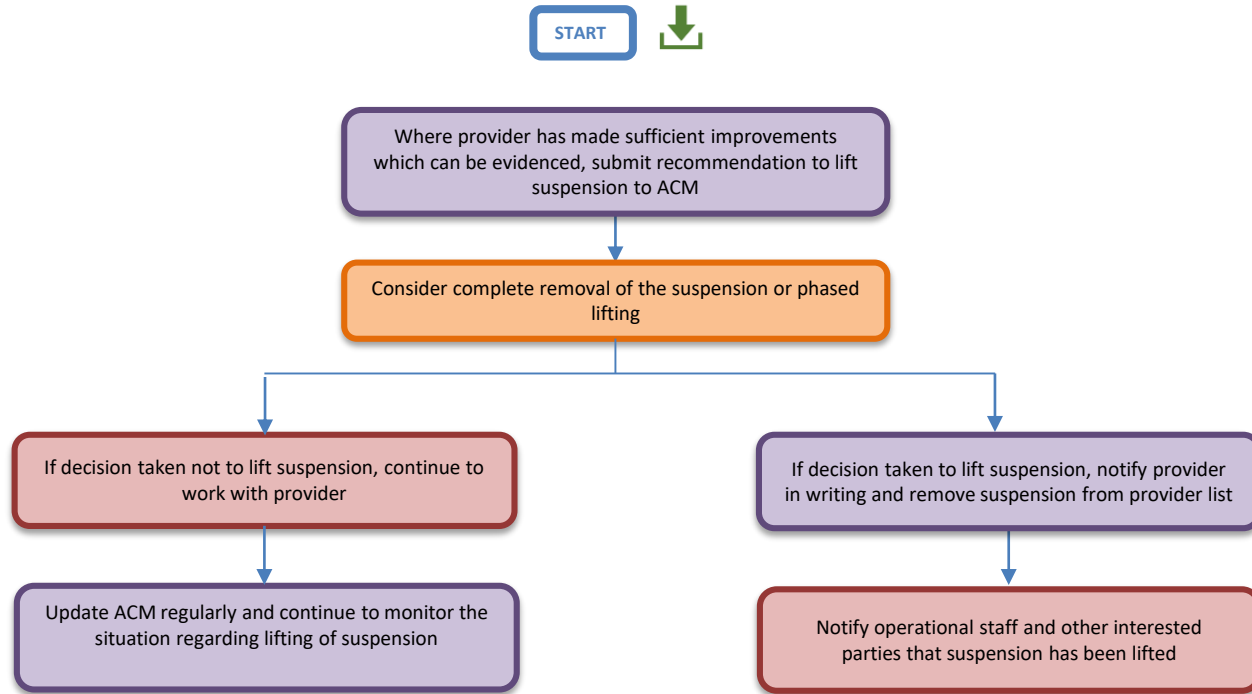 START
Where provider has made sufficient improvements
which can be evidenced, submit recommendation to lift
suspension to ACM
Consider complete removal of the suspension or phased
lifting
If decision taken not to lift suspension, continue to
work with provider
If decision taken to lift suspension, notify provider
in writing and remove suspension from provider list
Update ACM regularly and continue to monitor the
situation regarding lifting of suspension
Notify operational staff and other interested
parties that suspension has been lifted